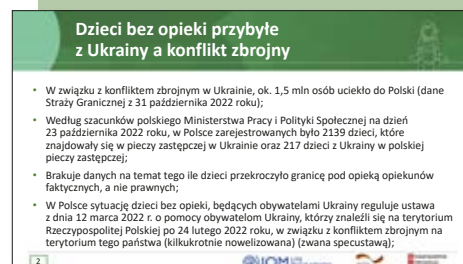 Dzieci bez opieki przybyłe
z Ukrainy a konflikt zbrojny
• W związku z konfliktem zbrojnym w Ukrainie, ok. 1,5 mln osób uciekło do Polski (dane
Straży Granicznej z 31 października 2022 roku);
• Według szacunków polskiego Ministerstwa Pracy i Polityki Społecznej na dzień
23 października 2022 roku, w Polsce zarejestrowanych było 2139 dzieci, które
znajdowały się w pieczy zastępczej w Ukrainie oraz 217 dzieci z Ukrainy w polskiej
pieczy zastępczej;
• Brakuje danych na temat tego ile dzieci przekroczyło granicę pod opieką opiekunów
faktycznych, a nie prawnych;
• W Polsce sytuację dzieci bez opieki, będących obywatelami Ukrainy reguluje ustawa
z dnia 12 marca 2022 r. o pomocy obywatelom Ukrainy, którzy znaleźli się na terytorium
Rzeczypospolitej Polskiej po 24 lutego 2022 roku, w związku z konfliktem zbrojnym na
terytorium tego państwa (kilkukrotnie nowelizowana) (zwana specustawą);
2
IOM